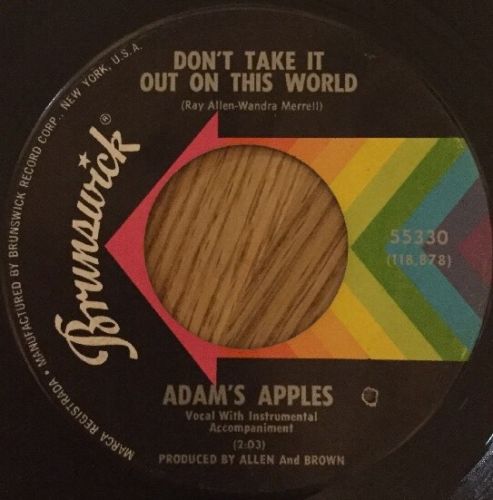 DON'T TAKE IT
OUT ON THIS WORLD
(Ray Allen-Wandra Merrell)
Brunswick®
MARCA REGISTRADA • MANUFACTURED BY BRUNSWICK RECORD CORP., NEW YORK, U.S.A.
55330
(118,878)
ADAM'S APPLES
Vocal With Instrumental
Accompaniment
(2:03)
PRODUCED BY ALLEN And BROWN